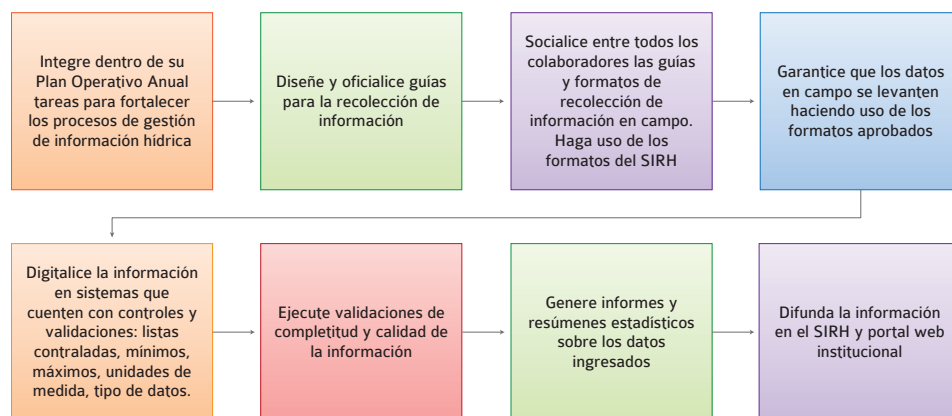 Integre dentro de su
Plan Operativo Anual
tareas para fortalecer
los procesos de gestión
de información hídrica
Diseñe y oficialice guías
para la recolección de
información
Socialice entre todos los
colaboradores las guías
y formatos de
recolección de
información en campo.
Haga uso de los
formatos del SIRH
Garantice que los datos
en campo se levanten
haciendo uso de los
formatos aprobados
Digitalice la información
en sistemas que
cuenten con controles y
validaciones: listas
contraladas, mínimos,
máximos, unidades de
medida, tipo de datos.
Ejecute validaciones de
completitud y calidad de
la información
Genere informes y
resúmenes estadísticos
sobre los datos
ingresados
Difunda la información
en el SIRH y portal web
institucional